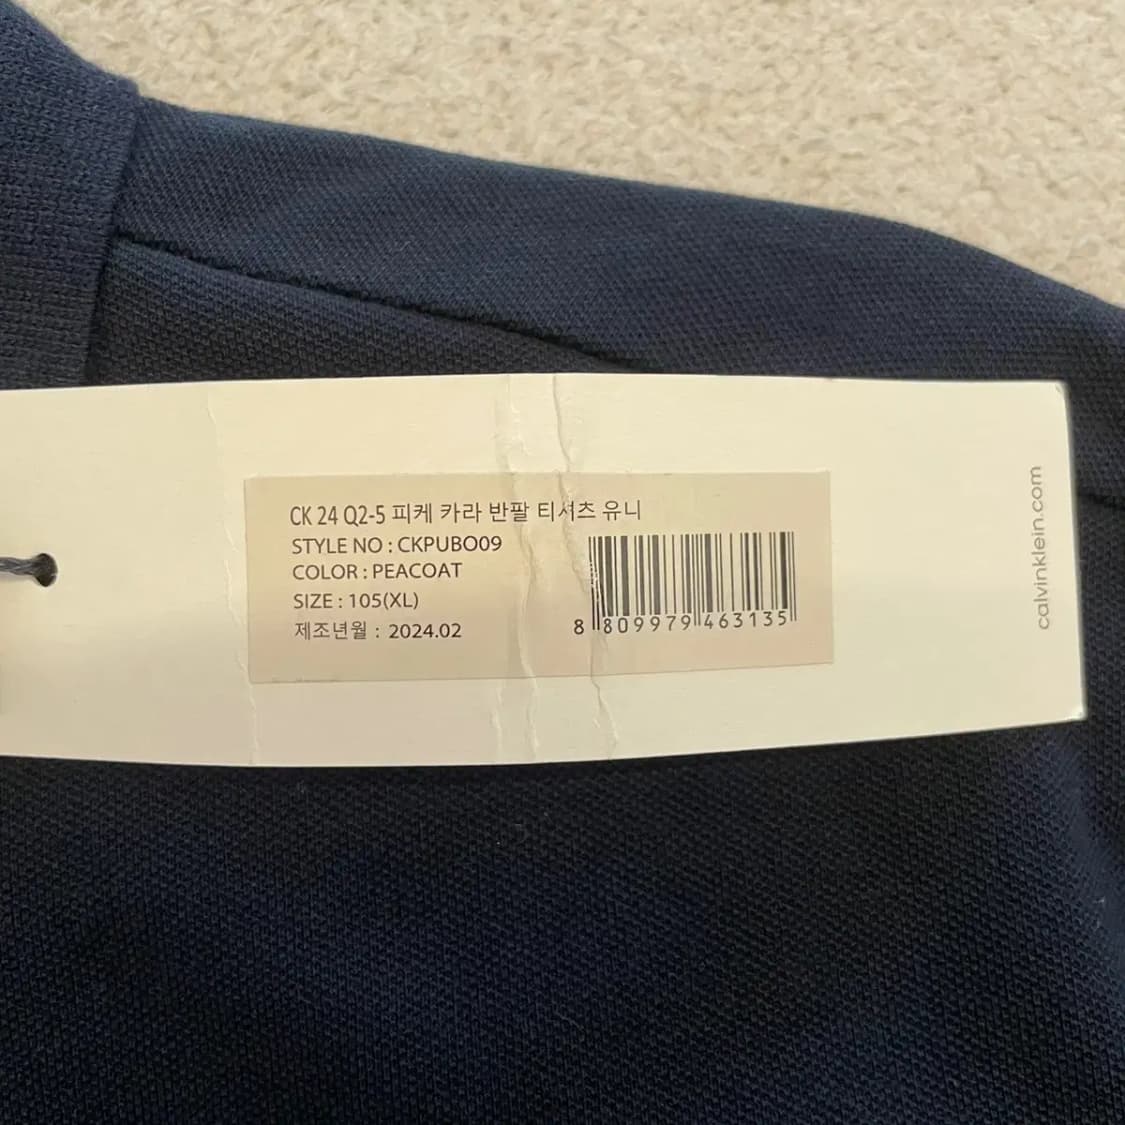 CK 24 Q2-5 피케 카라 반팔 티셔츠 유니
STYLE NO : CKPUBO09
COLOR : PEACOAT
SIZE : 105(XL)
제조년월 : 2024.02
8 809979 463135
calvinklein.com